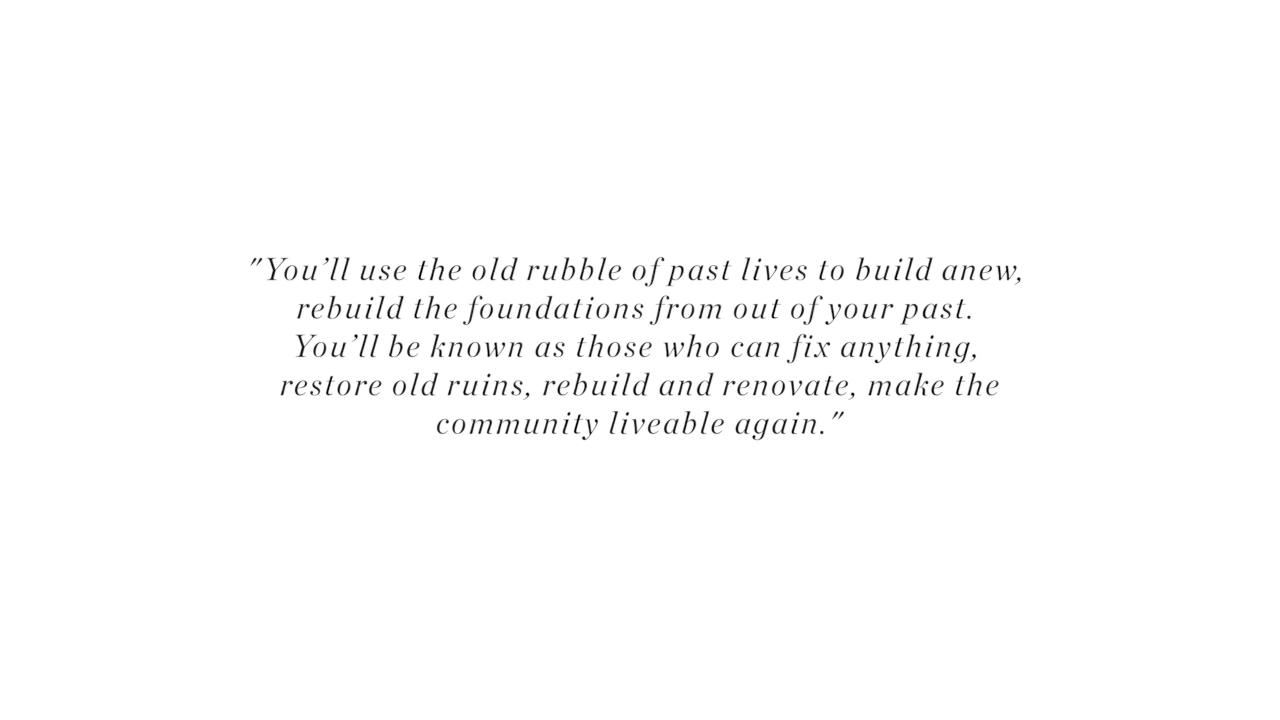 "You’ll use the old rubble of past lives to build anew,
rebuild the foundations from out of your past.
You’ll be known as those who can fix anything,
restore old ruins, rebuild and renovate, make the
community liveable again."